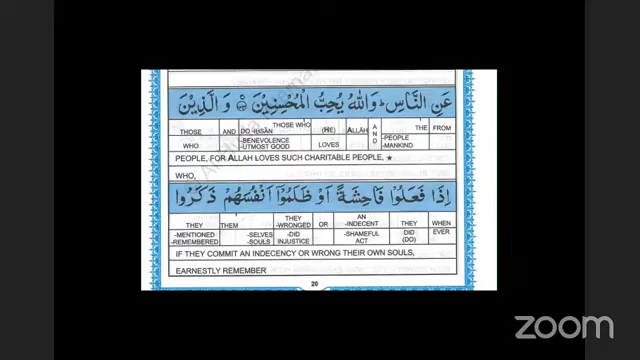 عَنِ النَّاسِ ؕ وَاللّٰهُ يُحِبُّ الْمُحْسِنِيْنَ ۚ وَالَّذِيْنَ
THOSE WHO AND THOSE WHO DO IḤSĀN -BENEVOLENCE -UTMOST GOOD (HE) LOVES ALLĀH AND THE -PEOPLE -MANKIND FROM
PEOPLE, FOR ALLAH LOVES SUCH CHARITABLE PEOPLE, ★
WHO,
اِذَا فَعَلُوْا فَاحِشَةً اَوْ ظَلَمُوْۤا اَنْفُسَهُمْ ذَكَرُوا
THEY -MENTIONED -REMEMBERED THEM -SELVES -SOULS THEY -WRONGED -DID INJUSTICE OR AN -INDECENT -SHAMEFUL ACT THEY DID (DO) WHEN EVER
IF THEY COMMIT AN INDECENCY OR WRONG THEIR OWN SOULS,
EARNESTLY REMEMBER
20
zoom